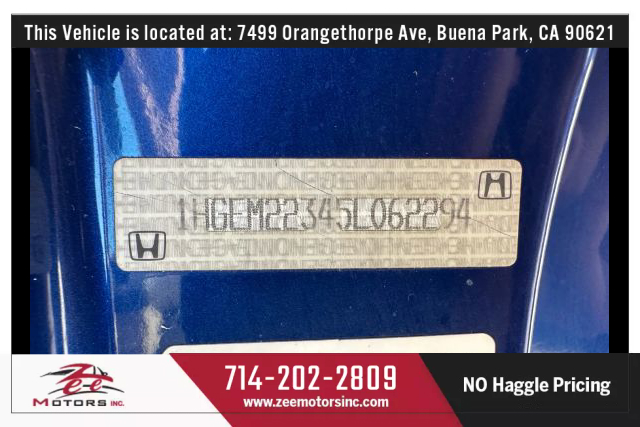 This Vehicle is located at: 7499 Orangethorpe Ave, Buena Park, CA 90621
1HGEM22345L062294
Zee
MOTORS INC.
714-202-2809
www.zeemotorsinc.com
NO Haggle Pricing